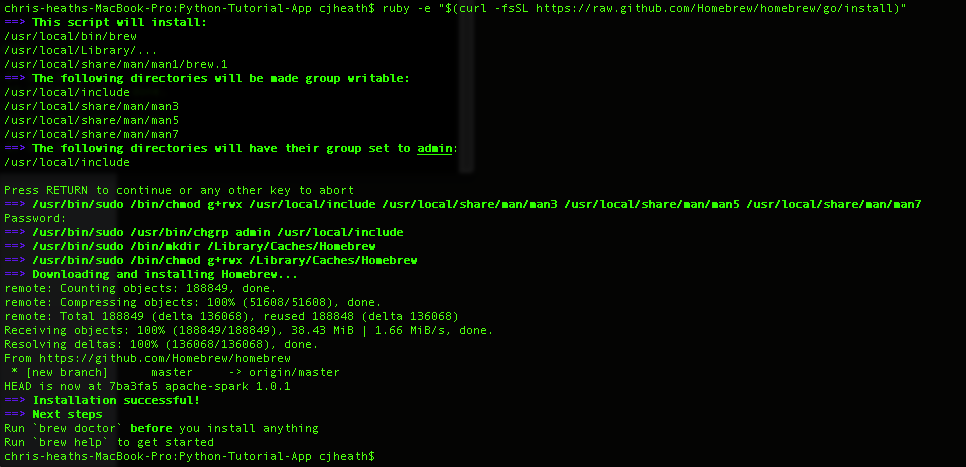 chris-heaths-MacBook-Pro:Python-Tutorial-App cjheath$ ruby -e "$(curl -fsSL https://raw.github.com/Homebrew/homebrew/go/install)"
==> This script will install:
/usr/local/bin/brew
/usr/local/Library/...
/usr/local/share/man/man1/brew.1
==> The following directories will be made group writable:
/usr/local/include
/usr/local/share/man/man3
/usr/local/share/man/man5
/usr/local/share/man/man7
==> The following directories will have their group set to admin:
/usr/local/include

Press RETURN to continue or any other key to abort
==> /usr/bin/sudo /bin/chmod g+rwx /usr/local/include /usr/local/share/man/man3 /usr/local/share/man/man5 /usr/local/share/man/man7
Password:
==> /usr/bin/sudo /usr/bin/chgrp admin /usr/local/include
==> /usr/bin/sudo /bin/mkdir /Library/Caches/Homebrew
==> /usr/bin/sudo /bin/chmod g+rwx /Library/Caches/Homebrew
==> Downloading and installing Homebrew...
remote: Counting objects: 188849, done.
remote: Compressing objects: 100% (51608/51608), done.
remote: Total 188849 (delta 136068), reused 188848 (delta 136068)
Receiving objects: 100% (188849/188849), 38.43 MiB | 1.66 MiB/s, done.
Resolving deltas: 100% (136068/136068), done.
From https://github.com/Homebrew/homebrew
 * [new branch]      master     -> origin/master
HEAD is now at 7ba3fa5 apache-spark 1.0.1
==> Installation successful!
==> Next steps
Run `brew doctor` before you install anything
Run `brew help` to get started
chris-heaths-MacBook-Pro:Python-Tutorial-App cjheath$